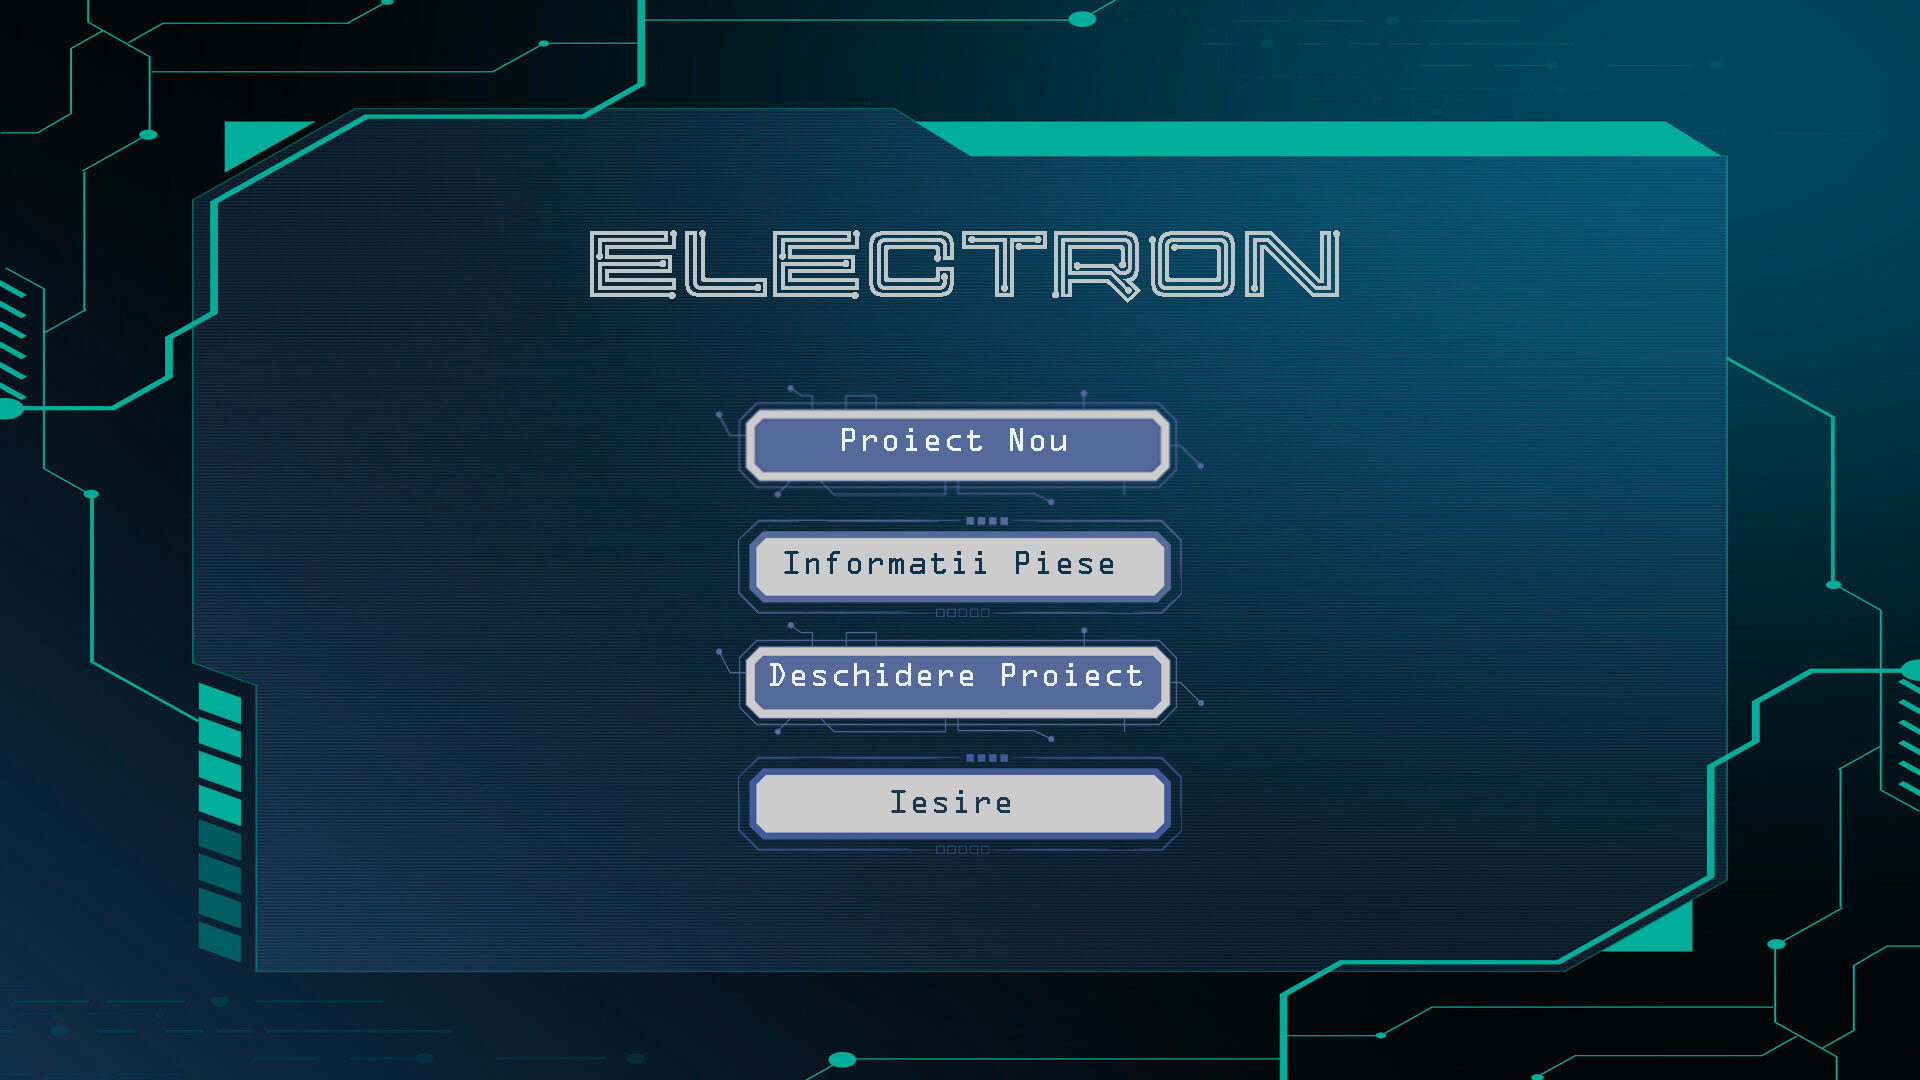 ELECTRON
Proiect Nou
Informatii Piese
Deschidere Proiect
Iesire